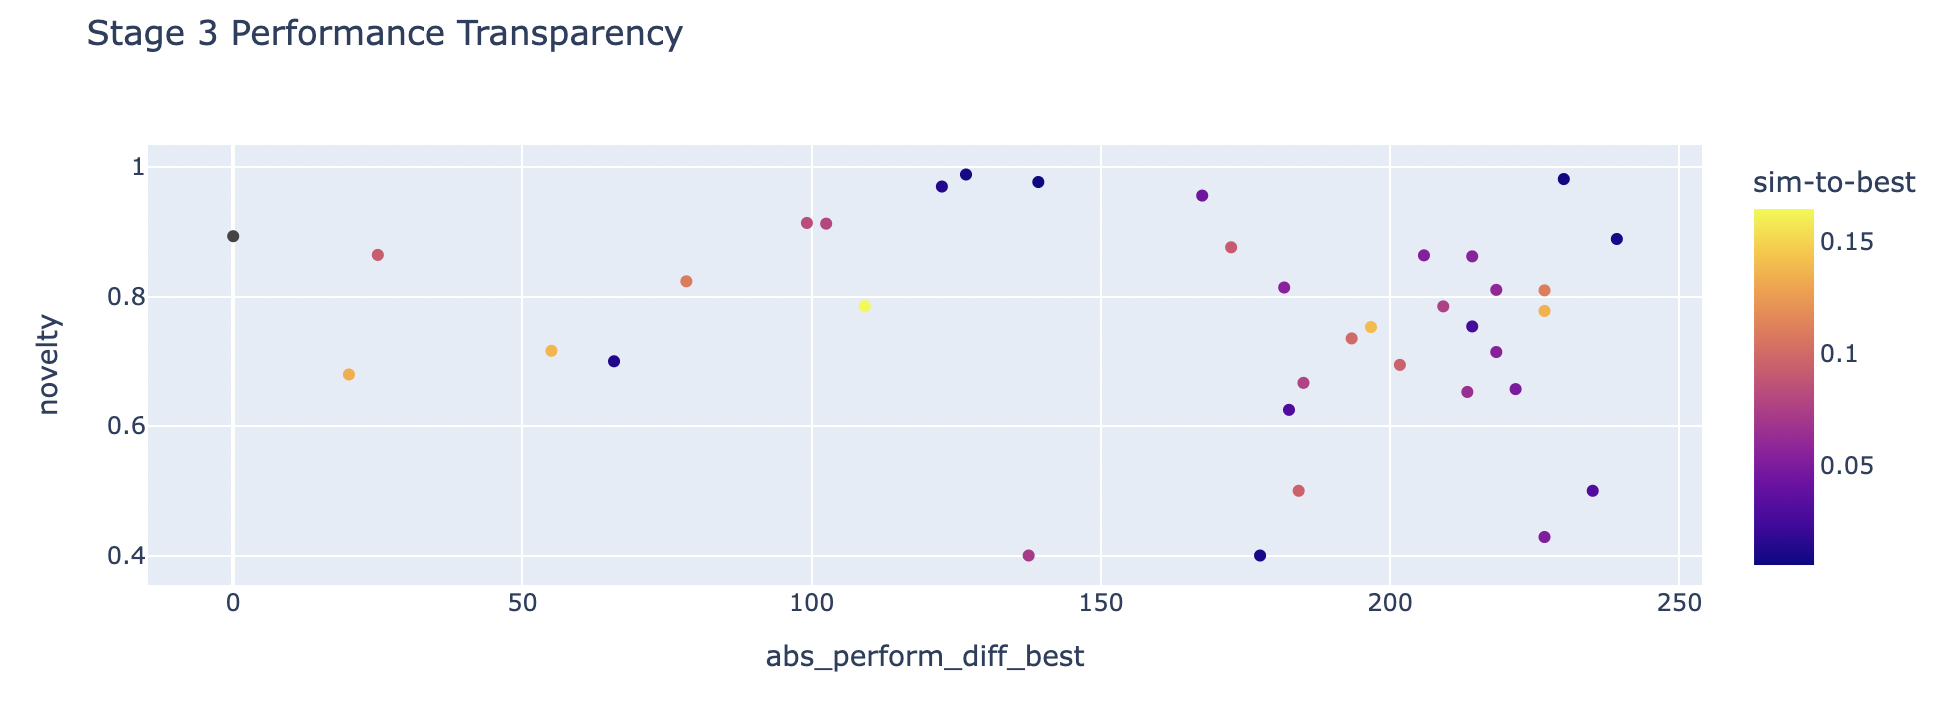 Stage 3 Performance Transparency
1
0.8
0.6
0.4
novelty
0 50 100 150 200 250
abs_perform_diff_best
sim-to-best
0.15
0.1
0.05